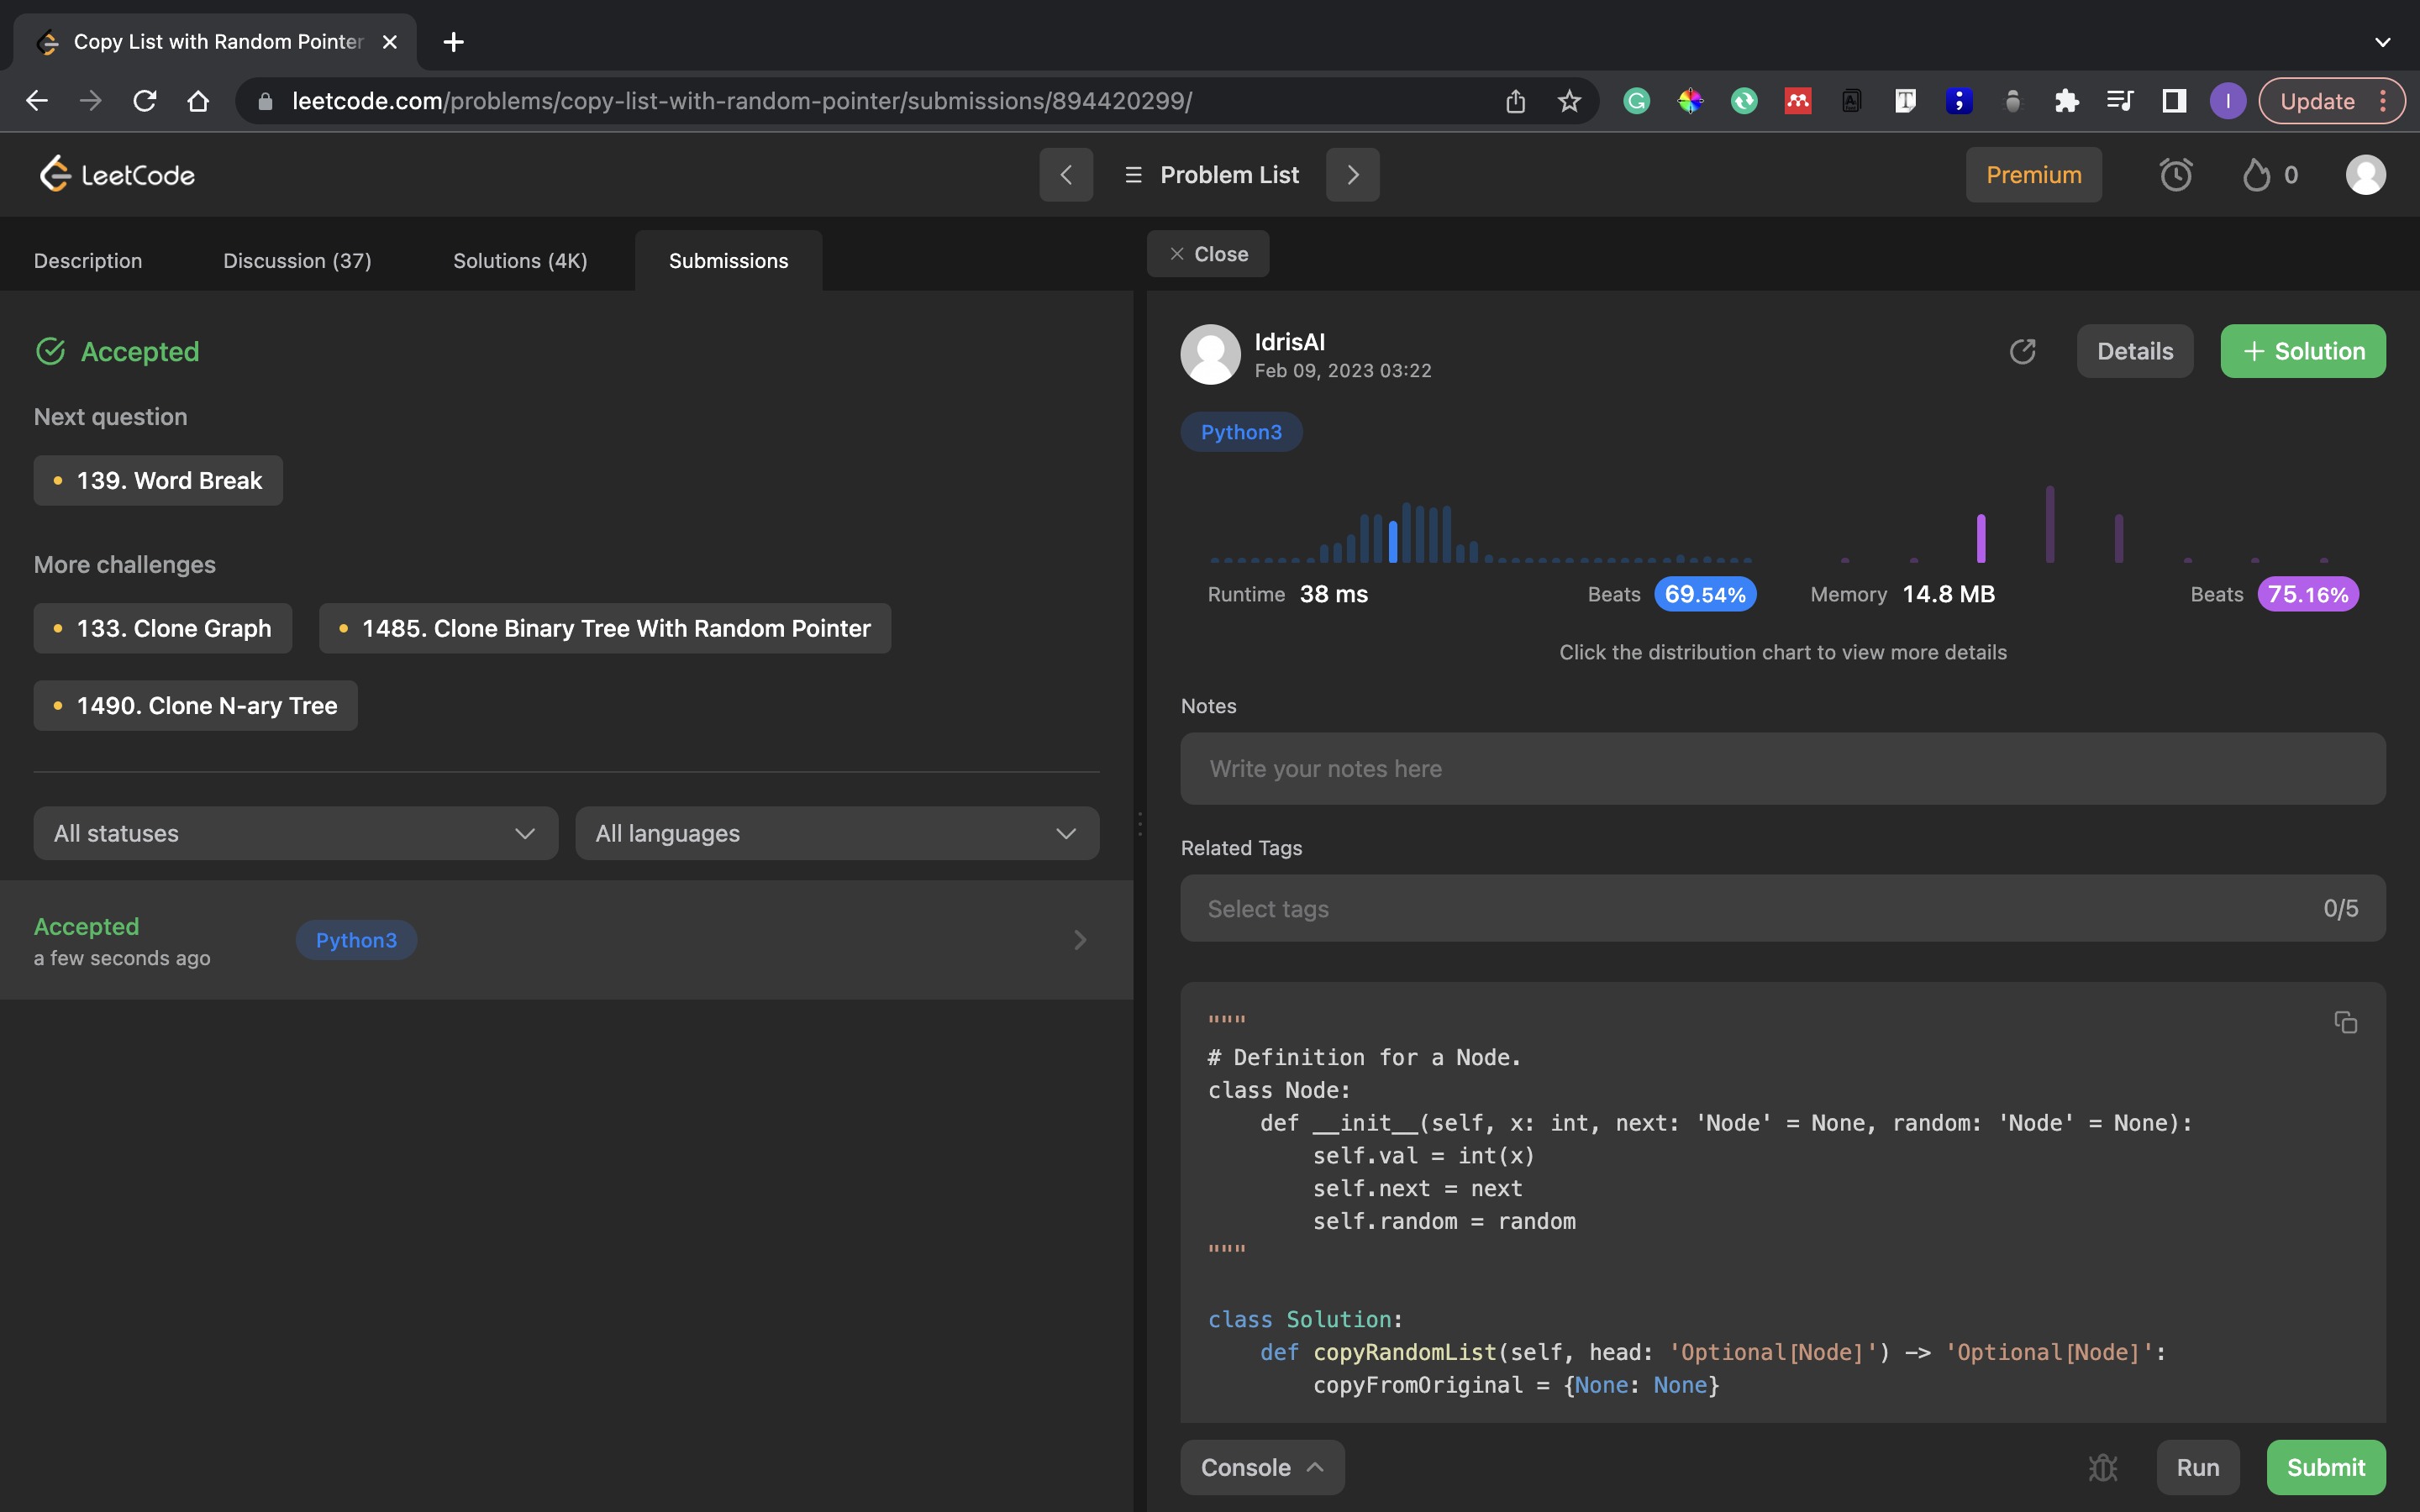 Copy List with Random Pointer
leetcode.com/problems/copy-list-with-random-pointer/submissions/894420299/
I
Update
LeetCode
Problem List
Premium
0
Description
Discussion (37)
Solutions (4K)
Submissions
Close
Accepted
Next question
139. Word Break
More challenges
133. Clone Graph
1485. Clone Binary Tree With Random Pointer
1490. Clone N-ary Tree
All statuses
All languages
Accepted
a few seconds ago
Python3
IdrisAI
Feb 09, 2023 03:22
Details
+ Solution
Python3
Runtime 38 ms
Beats 69.54%
Memory 14.8 MB
Beats 75.16%
Click the distribution chart to view more details
Notes
Write your notes here
Related Tags
Select tags
0/5
"""
# Definition for a Node.
class Node:
    def __init__(self, x: int, next: 'Node' = None, random: 'Node' = None):
        self.val = int(x)
        self.next = next
        self.random = random
"""
class Solution:
    def copyRandomList(self, head: 'Optional[Node]') -> 'Optional[Node]':
        copyFromOriginal = {None: None}
Console
Run
Submit